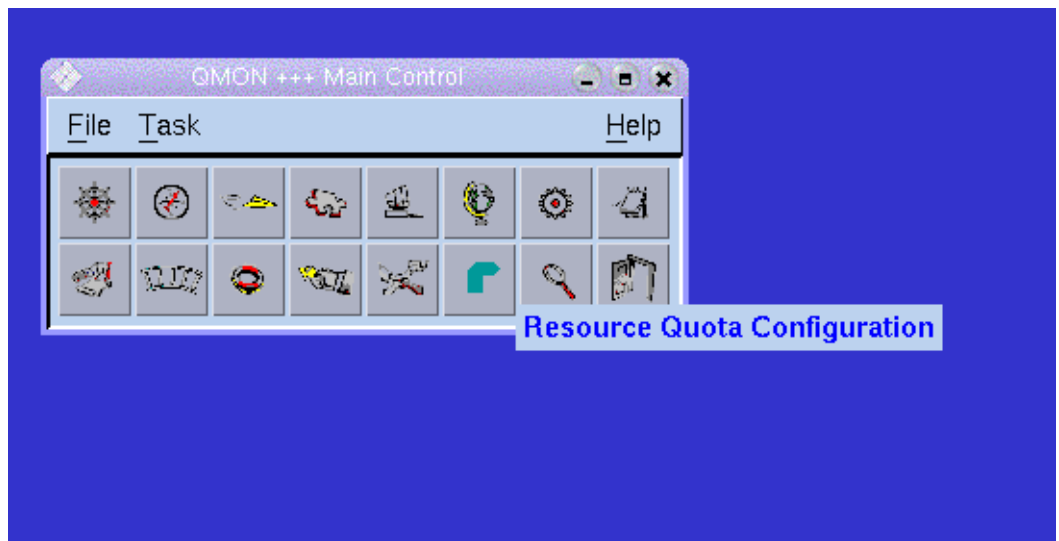 QMON +++ Main Control
File Task Help
Resource Quota Configuration